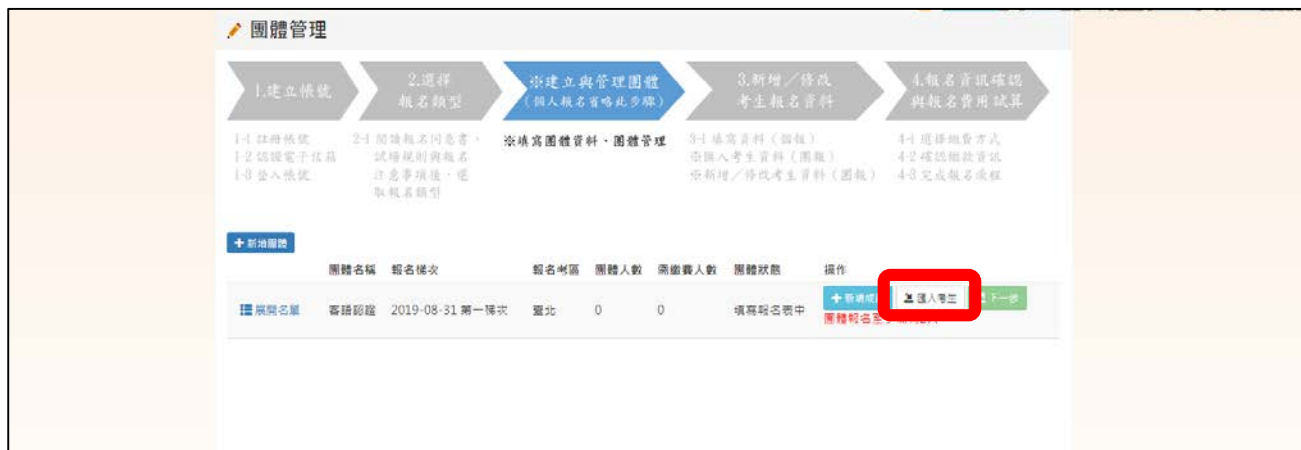 團體管理
1.建立帳號
2.選擇
報名類型
※建立與管理團體
(個人報名省略此步驟)
3.新增／修改
考生報名資料
4.報名資訊確認
與報名費用試算
1-1 註冊帳號
1-2 認證電子信箱
1-3 登入帳號
2-1 閱讀報名同意書、
試場規則與報名
注意事項後，選
取報名類型
※填寫團體資料、團體管理
3-1 填寫資料（個報）
※匯入考生資料（團報）
※新增／修改考生資料（團報）
4-1 選擇繳費方式
4-2 確認繳款資訊
4-3 完成報名流程
新增團體
團體名稱 報名梯次 報名考區 團體人數 需繳費人數 團體狀態 操作
展開名單 客語認證 2019-08-31 第一梯次 臺北 0 0 填寫報名表中 新增成 匯入考生 下一步
團體報名至